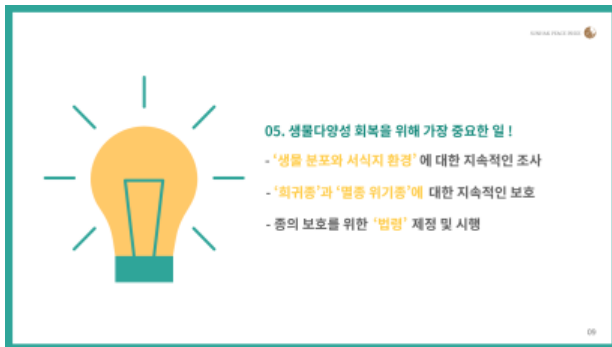 05. 생물다양성 회복을 위해 가장 중요한 일 !
- ‘생물 분포와 서식지 환경’ 에 대한 지속적인 조사
- ‘희귀종’과 ‘멸종 위기종’에 대한 지속적인 보호
- 종의 보호를 위한 ‘법령’ 제정 및 시행
09